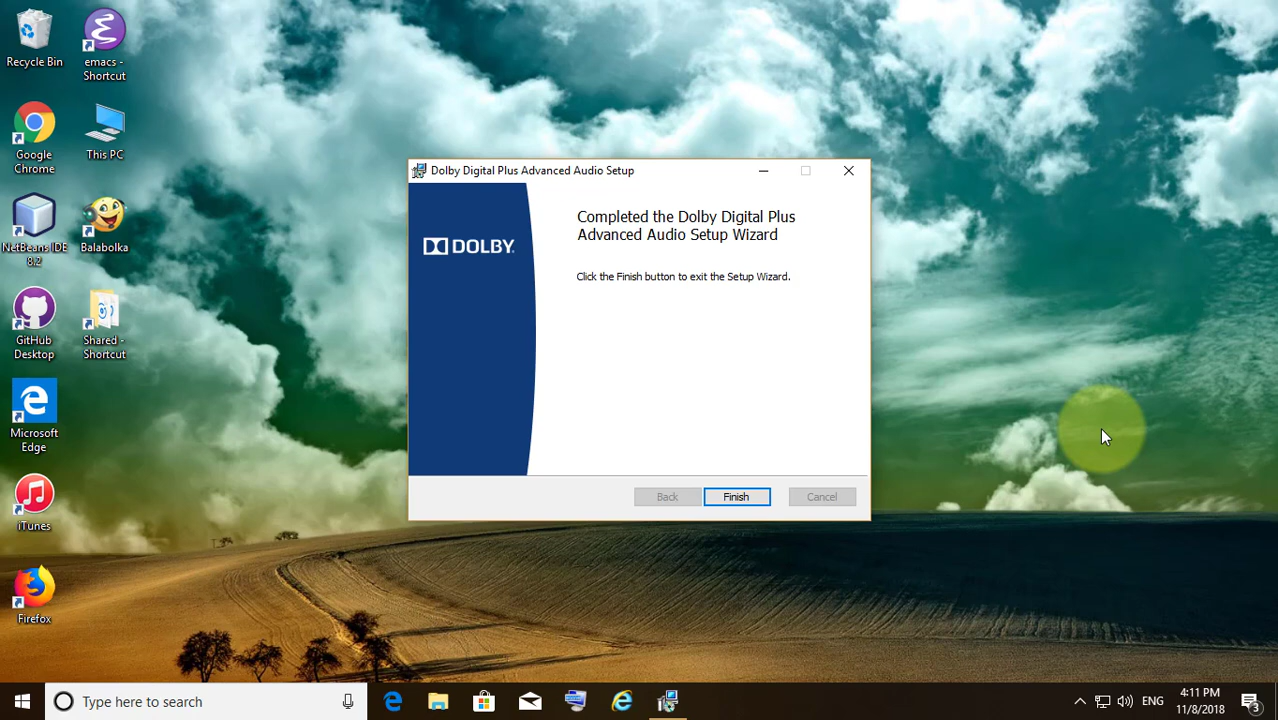 Recycle Bin
emacs -
Shortcut
Google
Chrome
This PC
NetBeans IDE
8.2
Balabolka
GitHub
Desktop
Shared -
Shortcut
Microsoft
Edge
iTunes
Firefox
Dolby Digital Plus Advanced Audio Setup
DOLBY
Completed the Dolby Digital Plus
Advanced Audio Setup Wizard
Click the Finish button to exit the Setup Wizard.
Back
Finish
Cancel
Type here to search
ENG
4:11 PM
11/8/2018
3